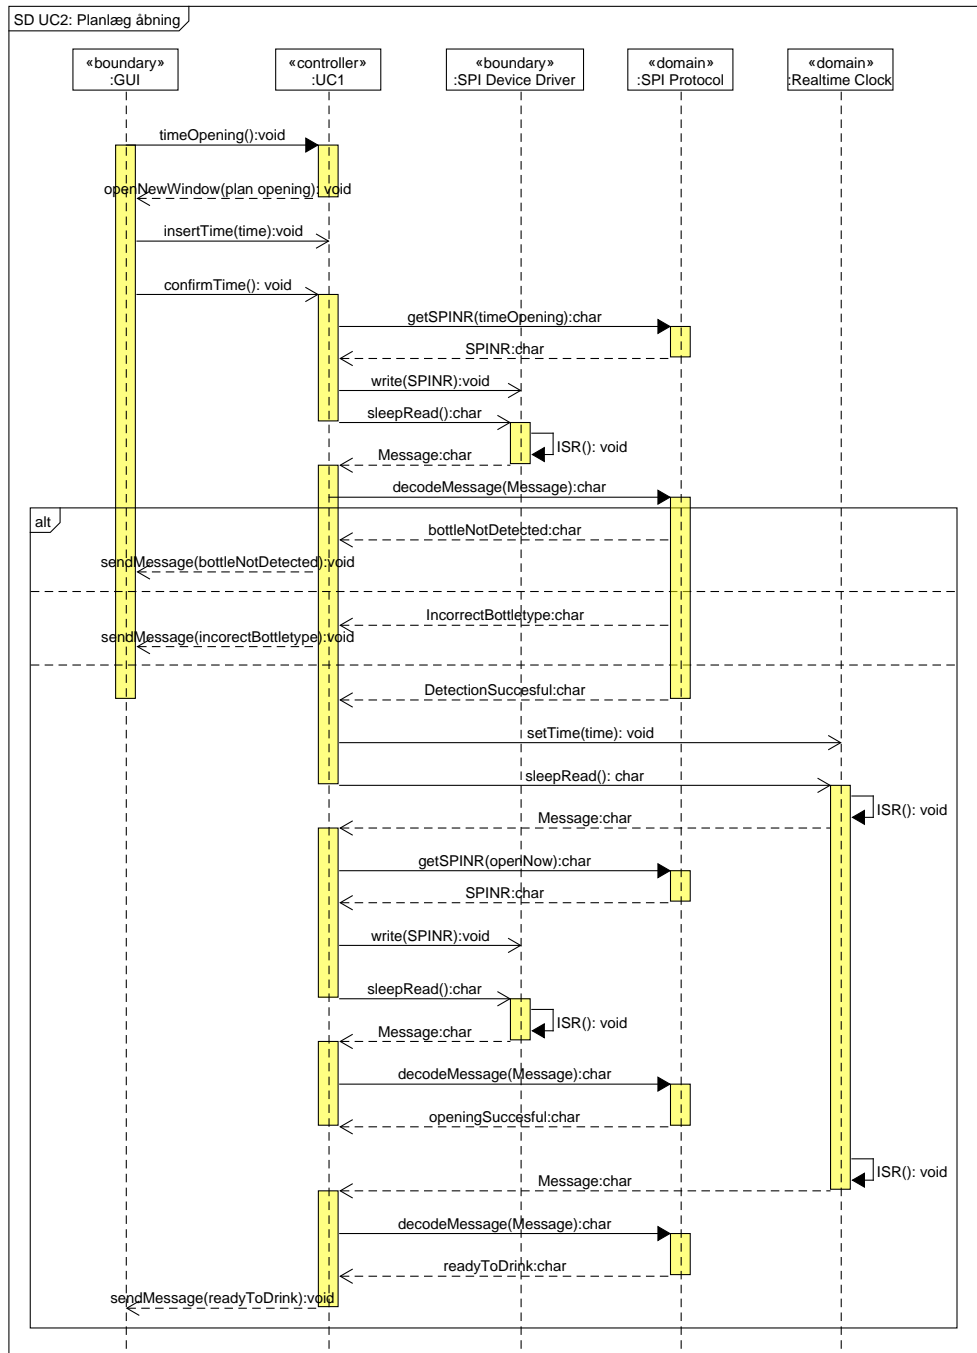 SD UC2: Planlæg åbning
«boundary»
:GUI
«controller»
:UC1
«boundary»
:SPI Device Driver
«domain»
:SPI Protocol
«domain»
:Realtime Clock
timeOpening():void
openNewWindow(plan opening): void
insertTime(time):void
confirmTime(): void
getSPINR(timeOpening):char
SPINR:char
write(SPINR):void
sleepRead():char
ISR(): void
Message:char
decodeMessage(Message):char
alt
bottleNotDetected:char
sendMessage(bottleNotDetected):void
IncorrectBottletype:char
sendMessage(incorectBottletype):void
DetectionSuccesful:char
setTime(time): void
sleepRead(): char
ISR(): void
Message:char
getSPINR(openNow):char
SPINR:char
write(SPINR):void
sleepRead():char
ISR(): void
Message:char
decodeMessage(Message):char
openingSuccesful:char
ISR(): void
Message:char
decodeMessage(Message):char
readyToDrink:char
sendMessage(readyToDrink):void